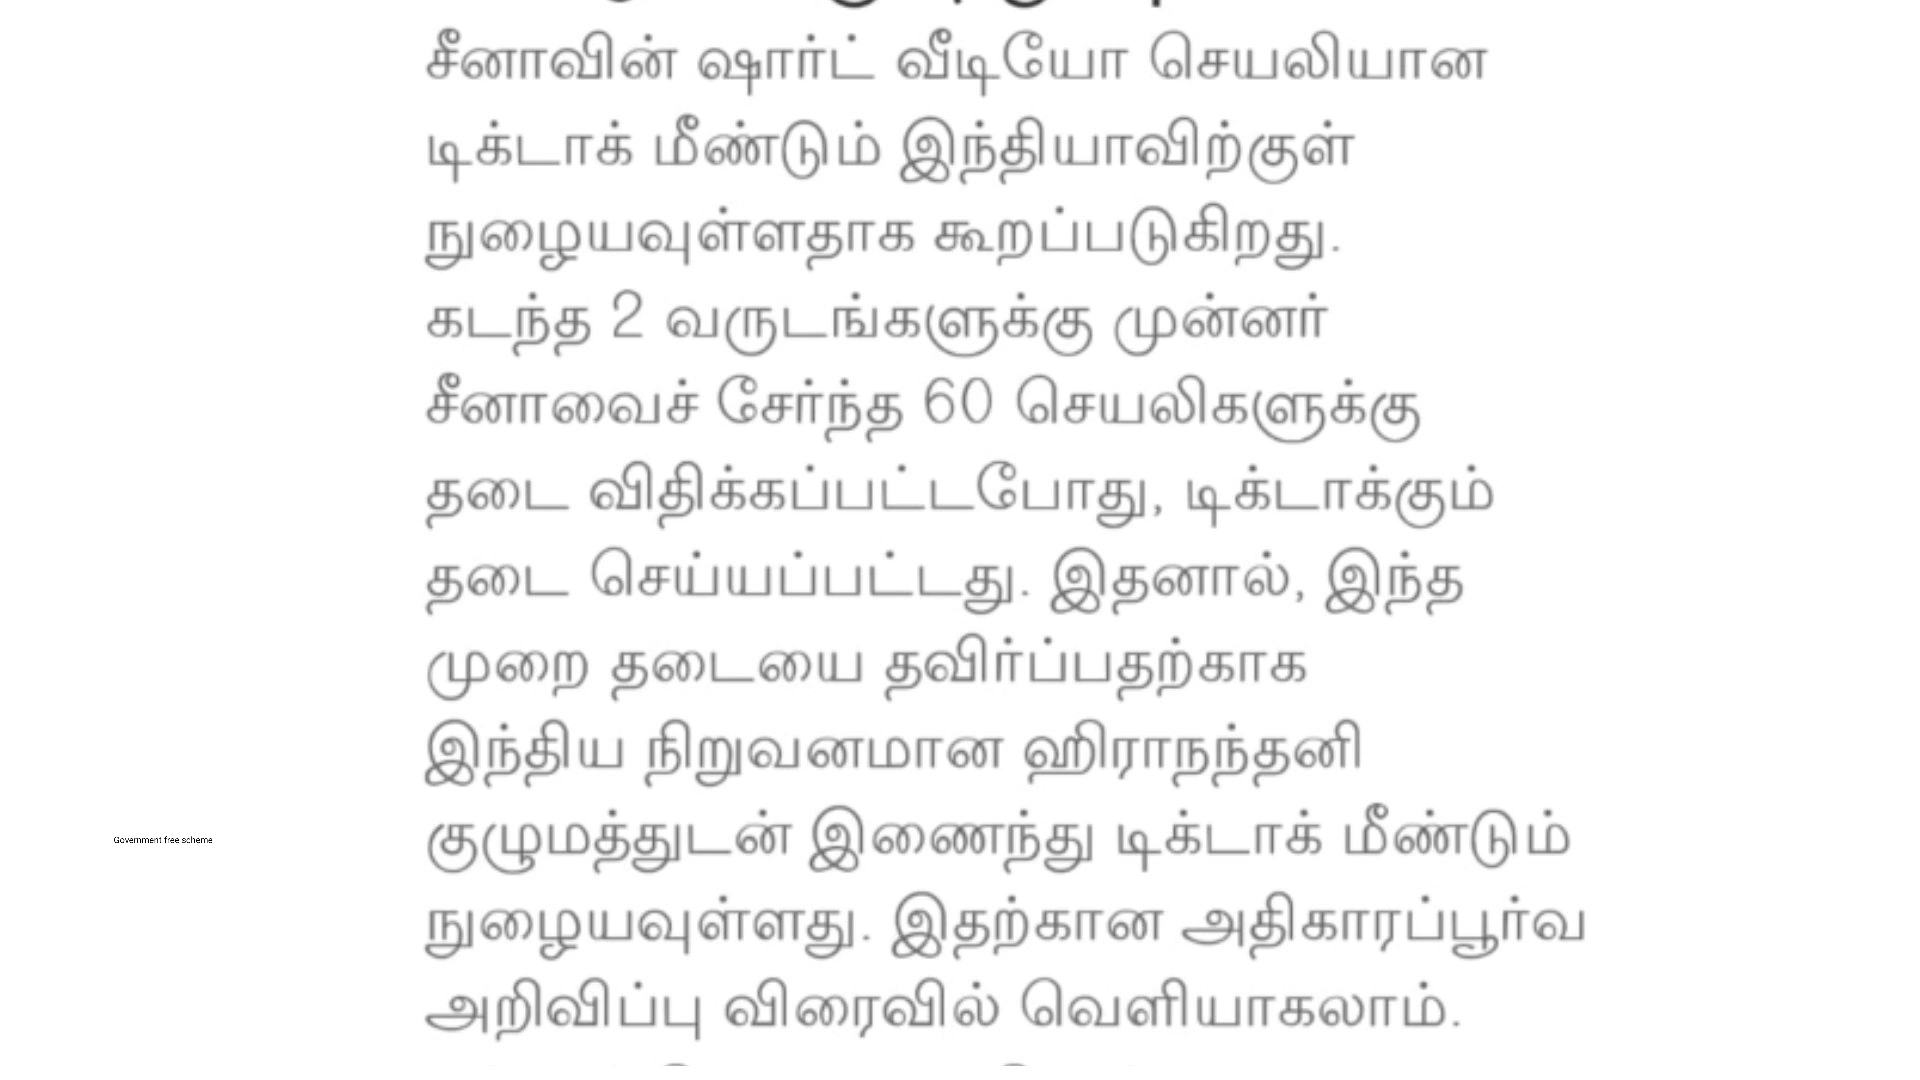 சீனாவின் ஷார்ட் வீடியோ செயலியான
டிக்டாக் மீண்டும் இந்தியாவிற்குள்
நுழையவுள்ளதாக கூறப்படுகிறது.
கடந்த 2 வருடங்களுக்கு முன்னர்
சீனாவைச் சேர்ந்த 60 செயலிகளுக்கு
தடை விதிக்கப்பட்டபோது, டிக்டாக்கும்
தடை செய்யப்பட்டது. இதனால், இந்த
முறை தடையை தவிர்ப்பதற்காக
இந்திய நிறுவனமான ஹிராநந்தனி
குழுமத்துடன் இணைந்து டிக்டாக் மீண்டும்
Government free scheme
நுழையவுள்ளது. இதற்கான அதிகாரப்பூர்வ
அறிவிப்பு விரைவில் வெளியாகலாம்.